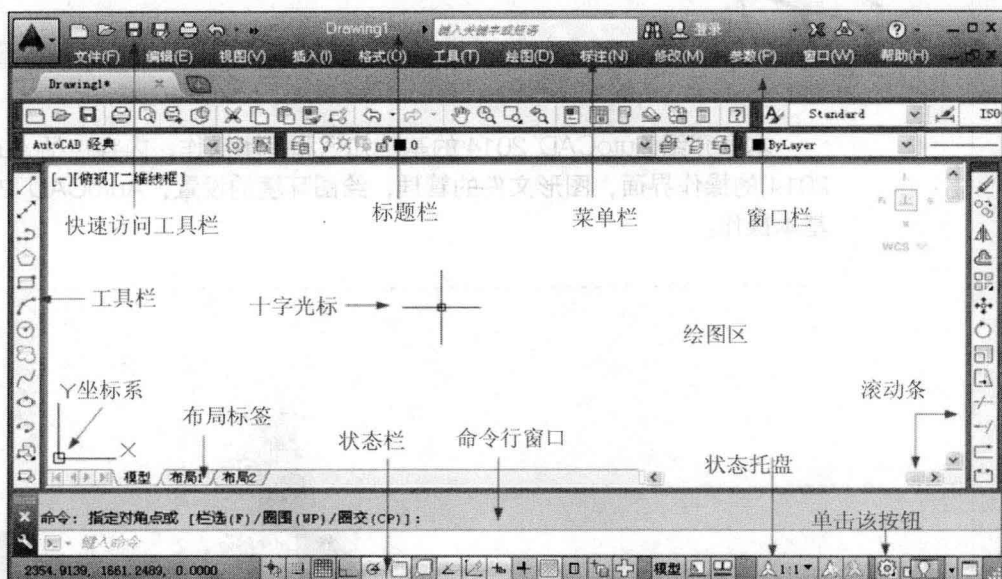 Drawing1 键入关键字或短语 登录
文件(F) 编辑(E) 视图(V) 插入(I) 格式(O) 工具(T) 绘图(D) 标注(N) 修改(M) 参数(P) 窗口(W) 帮助(H)
Drawing1*
Standard ISO
AutoCAD 经典 0 ByLayer
[-][俯视][二维线框]
快速访问工具栏 标题栏 菜单栏 窗口栏
上
WCS
工具栏 十字光标
绘图区
Y 坐标系 滚动条
布局标签
X 状态栏 命令行窗口 状态托盘
模型 布局1 布局2
命令: 指定对角点或 [栏选(F)/圈围(WP)/圈交(CP)]: 单击该按钮
键入命令
2354.9139, 1661.2489, 0.0000 模型 1:1